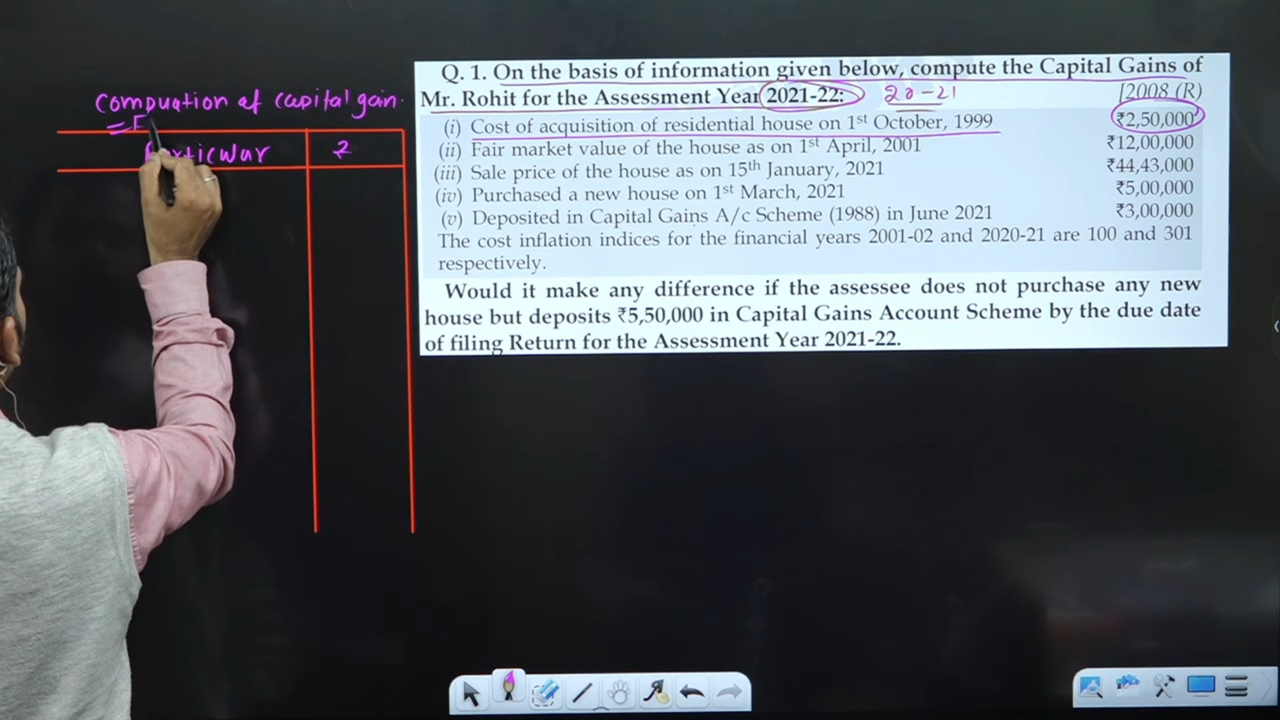 compuation of capital gain.
Particular ₹
Q. 1. On the basis of information given below, compute the Capital Gains of
Mr. Rohit for the Assessment Year 2021-22: 20-21 [2008 (R)
(i) Cost of acquisition of residential house on 1st October, 1999 ₹2,50,000
(ii) Fair market value of the house as on 1st April, 2001 ₹12,00,000
(iii) Sale price of the house as on 15th January, 2021 ₹44,43,000
(iv) Purchased a new house on 1st March, 2021 ₹5,00,000
(v) Deposited in Capital Gains A/c Scheme (1988) in June 2021 ₹3,00,000
The cost inflation indices for the financial years 2001-02 and 2020-21 are 100 and 301
respectively.
Would it make any difference if the assessee does not purchase any new
house but deposits ₹5,50,000 in Capital Gains Account Scheme by the due date
of filing Return for the Assessment Year 2021-22.